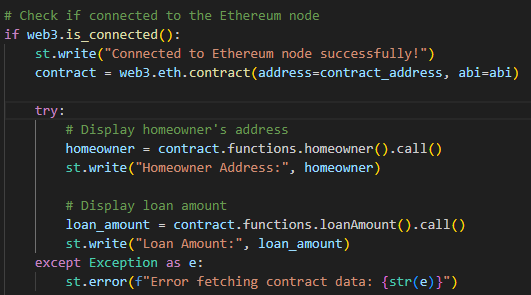 # Check if connected to the Ethereum node
if web3.is_connected():
    st.write("Connected to Ethereum node successfully!")
    contract = web3.eth.contract(address=contract_address, abi=abi)

    try:
        # Display homeowner's address
        homeowner = contract.functions.homeowner().call()
        st.write("Homeowner Address:", homeowner)

        # Display loan amount
        loan_amount = contract.functions.loanAmount().call()
        st.write("Loan Amount:", loan_amount)
    except Exception as e:
        st.error(f"Error fetching contract data: {str(e)}")